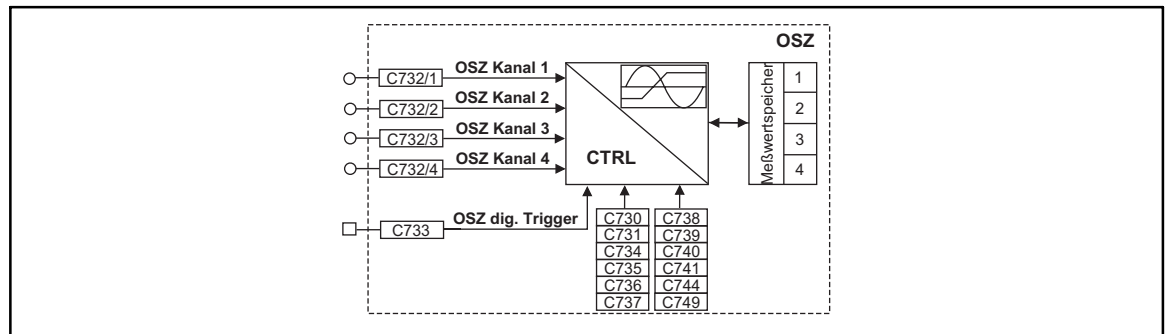 OSZ
C732/1 OSZ Kanal 1
C732/2 OSZ Kanal 2
C732/3 OSZ Kanal 3
C732/4 OSZ Kanal 4
C733 OSZ dig. Trigger
CTRL
C730 C738
C731 C739
C734 C740
C735 C741
C736 C744
C737 C749
Meßwertspeicher
1
2
3
4